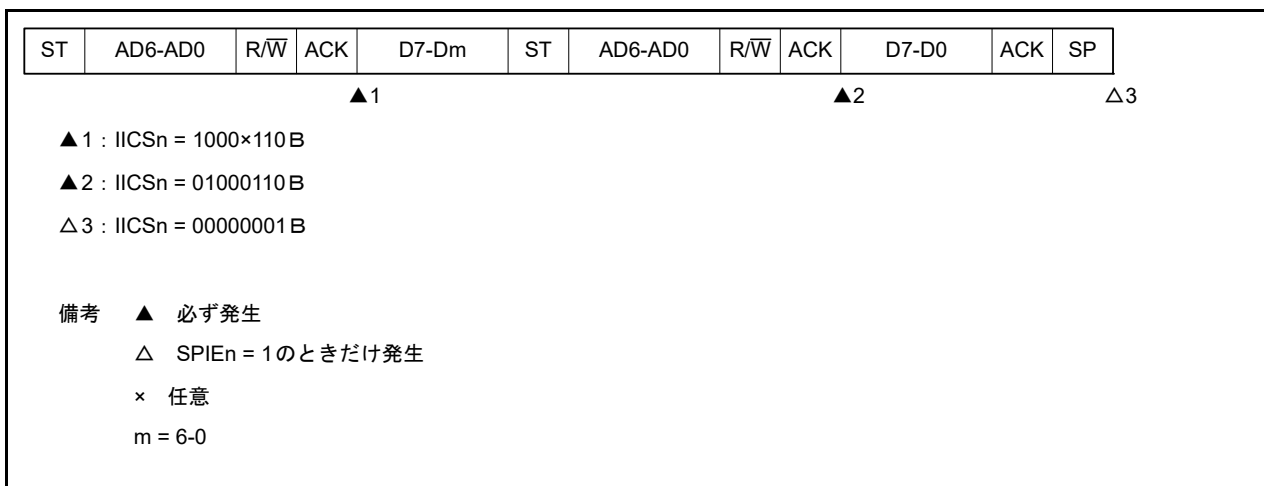 ST AD6-AD0 R/W̅ ACK D7-Dm ST AD6-AD0 R/W̅ ACK D7-D0 ACK SP
▲1 ▲2 △3
▲1：IICSn = 1000×110B
▲2：IICSn = 01000110B
△3：IICSn = 00000001B
備考 ▲ 必ず発生
△ SPIEn = 1のときだけ発生
× 任意
m = 6-0